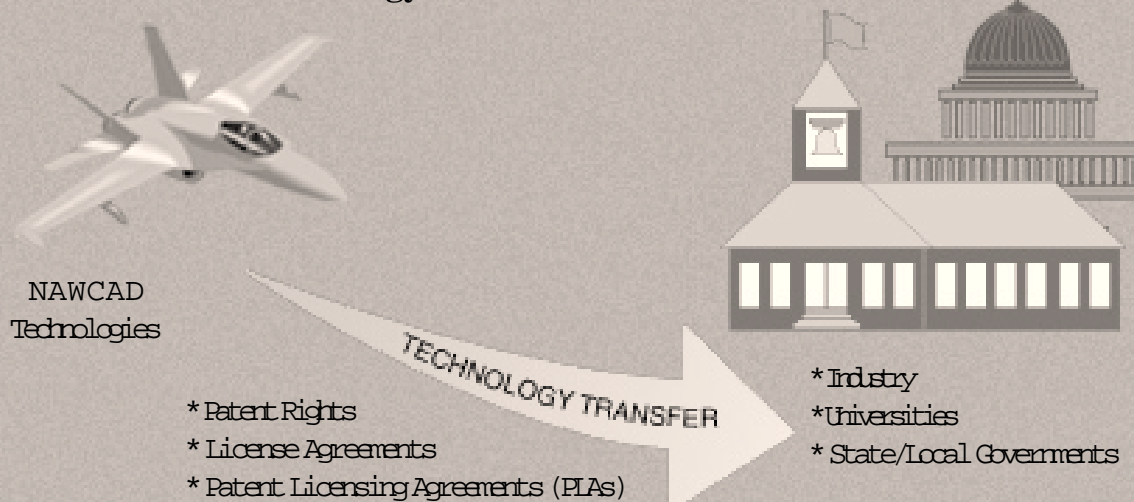 NAWCAD
Technologies
TECHNOLOGY TRANSFER
* Patent Rights
* License Agreements
* Patent Licensing Agreements (PLAs)
* Industry
*Universities
* State/Local Governments